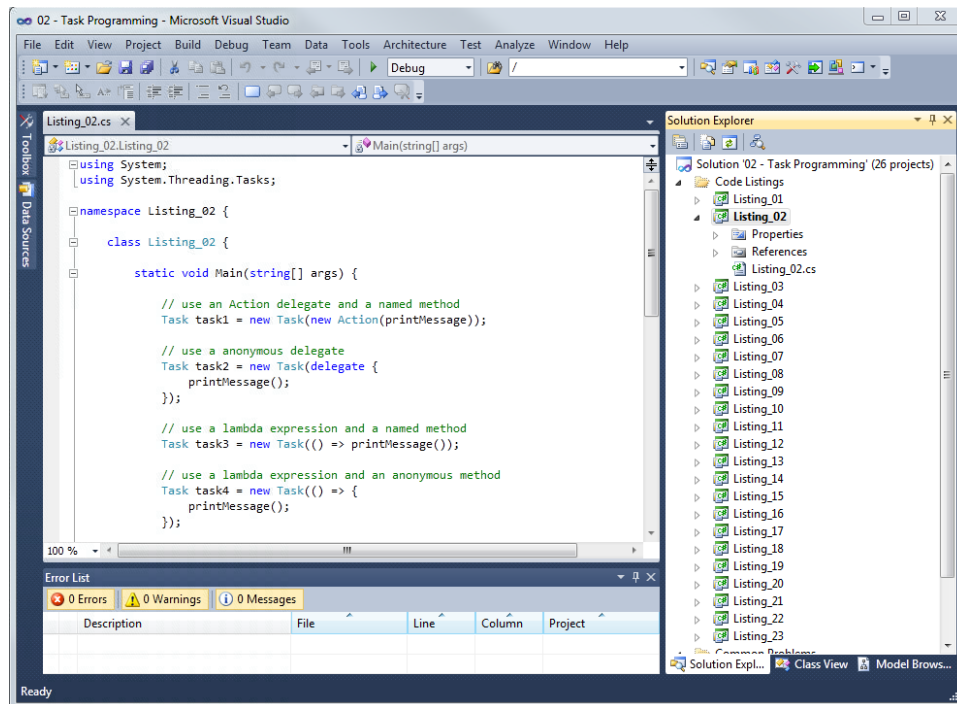 02 - Task Programming - Microsoft Visual Studio
File Edit View Project Build Debug Team Data Tools Architecture Test Analyze Window Help
Debug /
Toolbox
Data Sources
Listing_02.cs
Listing_02.Listing_02 Main(string[] args)
using System;
using System.Threading.Tasks;
namespace Listing_02 {
class Listing_02 {
static void Main(string[] args) {
// use an Action delegate and a named method
Task task1 = new Task(new Action(printMessage));
// use a anonymous delegate
Task task2 = new Task(delegate {
printMessage();
});
// use a lambda expression and a named method
Task task3 = new Task(() => printMessage());
// use a lambda expression and an anonymous method
Task task4 = new Task(() => {
printMessage();
});
100 %
Error List
0 Errors 0 Warnings 0 Messages
Description File Line Column Project
Solution Explorer
Solution '02 - Task Programming' (26 projects)
Code Listings
Listing_01
Listing_02
Properties
References
Listing_02.cs
Listing_03
Listing_04
Listing_05
Listing_06
Listing_07
Listing_08
Listing_09
Listing_10
Listing_11
Listing_12
Listing_13
Listing_14
Listing_15
Listing_16
Listing_17
Listing_18
Listing_19
Listing_20
Listing_21
Listing_22
Listing_23
Common Problems
Solution Expl... Class View Model Brows...
Ready